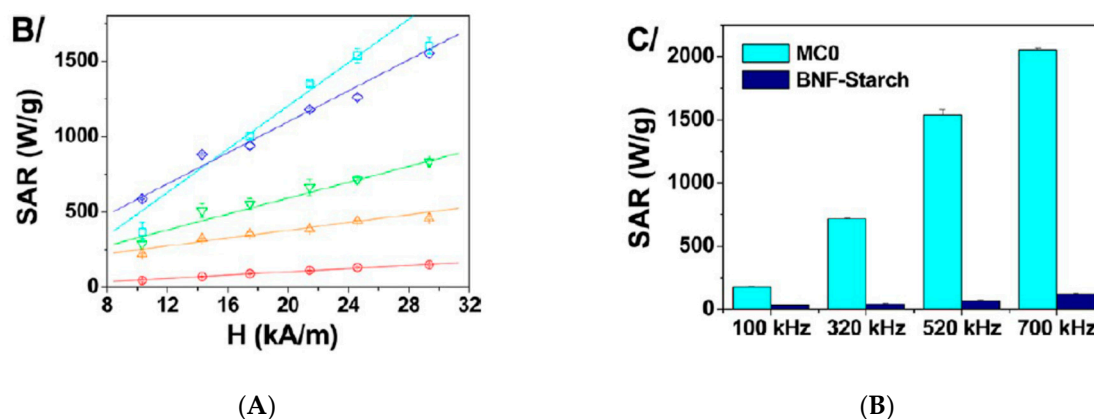 B/
SAR (W/g)
1500
1000
500
0
8 12 16 20 24 28 32
H (kA/m)
C/
MC0
BNF-Starch
SAR (W/g)
2000
1500
1000
500
0
100 kHz 320 kHz 520 kHz 700 kHz
(A) (B)